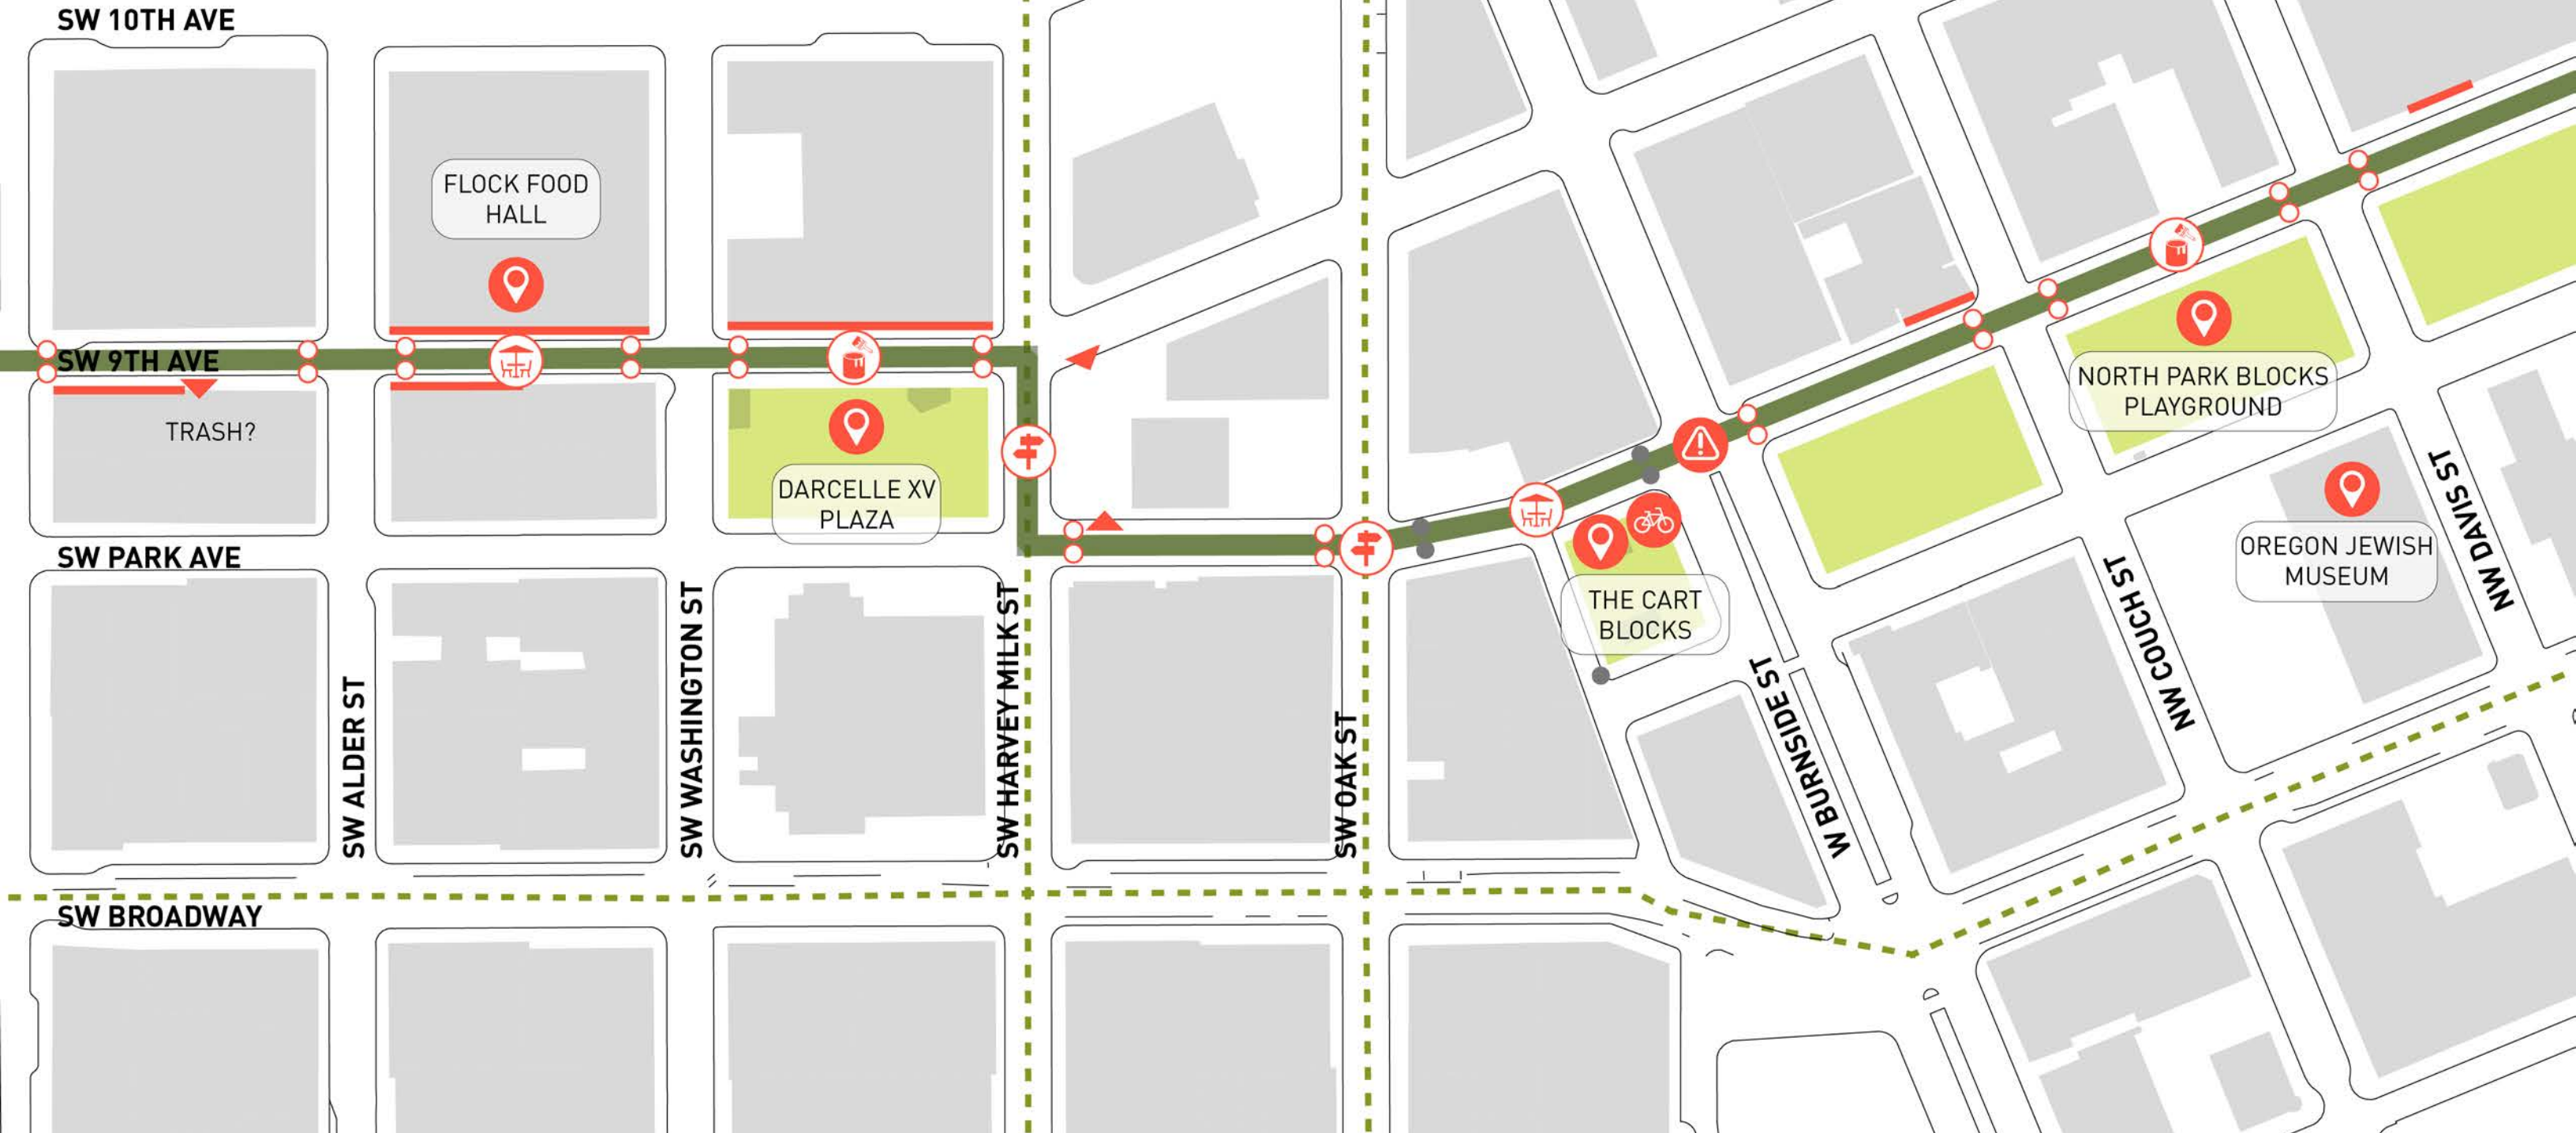 SW 10TH AVE
FLOCK FOOD
HALL
SW 9TH AVE
TRASH?
DARCELLE XV
PLAZA
NORTH PARK BLOCKS
PLAYGROUND
OREGON JEWISH
MUSEUM
THE CART
BLOCKS
SW PARK AVE
SW ALDER ST
SW WASHINGTON ST
SW HARVEY MILK ST
SW OAK ST
W BURNSIDE ST
NW COUCH ST
NW DAVIS ST
SW BROADWAY